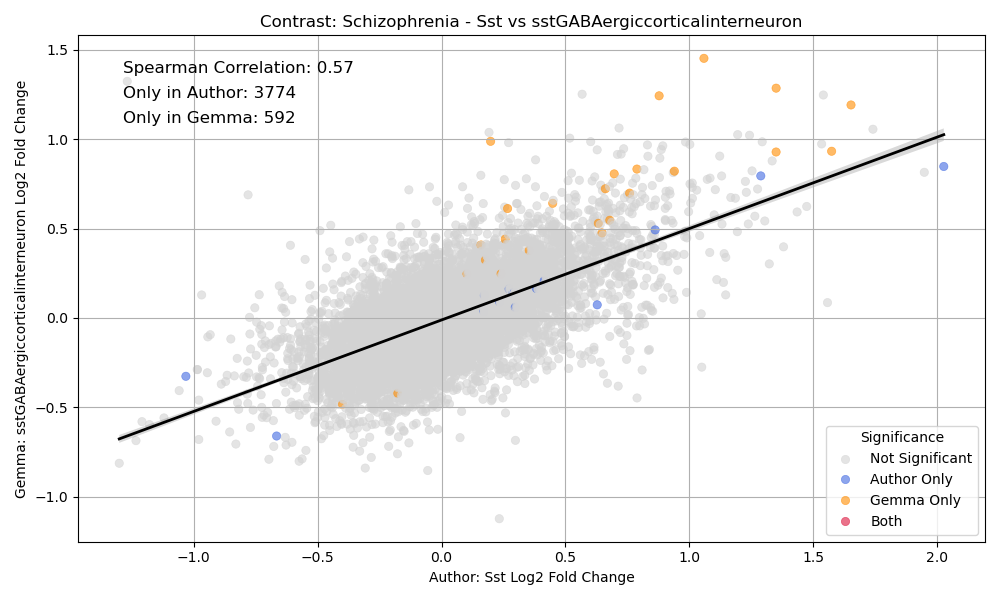 Contrast: Schizophrenia - Sst vs sstGABAergiccorticalinterneuron
Spearman Correlation: 0.57
Only in Author: 3774
Only in Gemma: 592
1.5
1.0
0.5
0.0
−0.5
−1.0
Gemma: sstGABAergiccorticalinterneuron Log2 Fold Change
Significance
Not Significant
Author Only
Gemma Only
Both
−1.0
−0.5
0.0
0.5
1.0
1.5
2.0
Author: Sst Log2 Fold Change